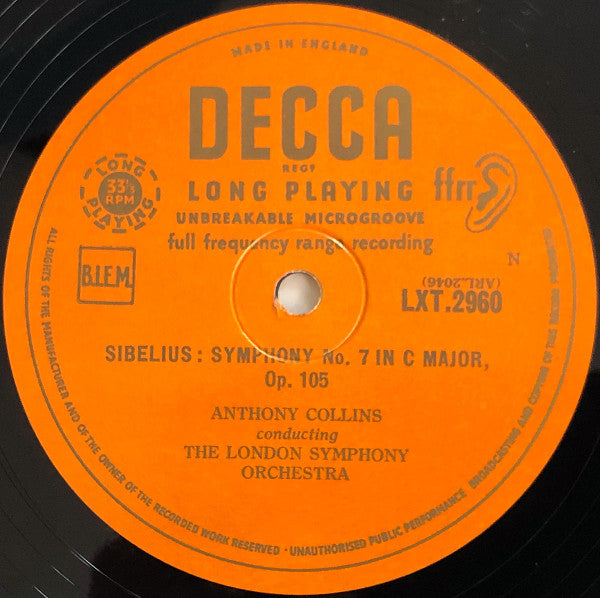 MADE IN ENGLAND
DECCA
REGD
LONG PLAYING
33⅓
RPM
LONG PLAYING
ffrr
UNBREAKABLE MICROGROOVE
full frequency range recording
N
B.I.E.M.
(ARL.2046)
LXT.2960
SIBELIUS: SYMPHONY No. 7 IN C MAJOR,
Op. 105
ANTHONY COLLINS
conducting
THE LONDON SYMPHONY
ORCHESTRA
ALL RIGHTS OF THE MANUFACTURER AND OF THE OWNER OF THE RECORDED WORK RESERVED · UNAUTHORISED PUBLIC PERFORMANCE BROADCASTING AND COPYING OF THIS RECORD PROHIBITED